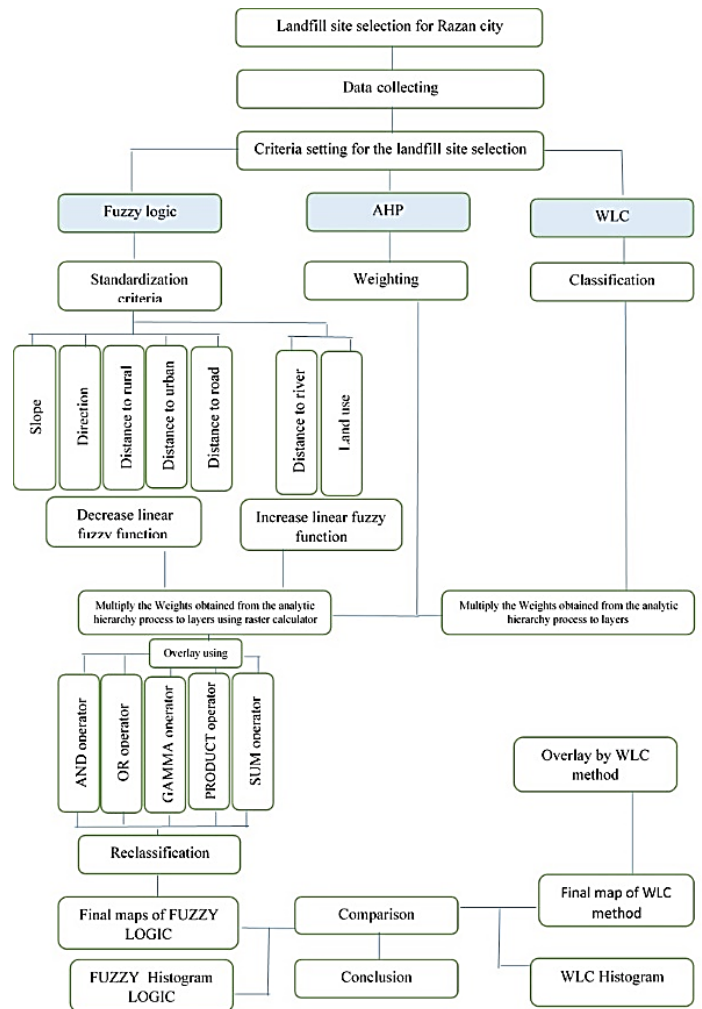 Landfill site selection for Razan city
Data collecting
Criteria setting for the landfill site selection
Fuzzy logic
AHP
WLC
Standardization
criteria
Weighting
Classification
Slope
Direction
Distance to rural
Distance to urban
Distance to road
Distance to river
Land use
Decrease linear
fuzzy function
Increase linear fuzzy
function
Multiply the Weights obtained from the analytic
hierarchy process to layers using raster calculator
Multiply the Weights obtained from the analytic
hierarchy process to layers
Overlay using
AND operator
OR operator
GAMMA operator
PRODUCT operator
SUM operator
Overlay by WLC
method
Reclassification
Final maps of FUZZY
LOGIC
Comparison
Final map of WLC
method
FUZZY Histogram
LOGIC
Conclusion
WLC Histogram